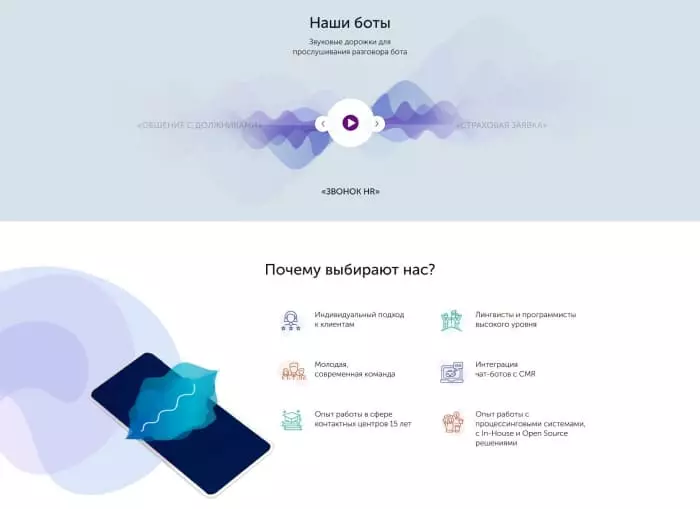 Наши боты
Звуковые дорожки для
прослушивания разговора бота
«ОБЩЕНИЕ С ДОЛЖНИКАМИ»
«СТРАХОВАЯ ЗАЯВКА»
«ЗВОНОК HR»
Почему выбирают нас?
Индивидуальный подход
к клиентам
Лингвисты и программисты
высокого уровня
Молодая,
современная команда
Интеграция
чат-ботов с CMR
Опыт работы в сфере
контактных центров 15 лет
Опыт работы с
процессинговыми системами,
с In-House и Open Source
решениями